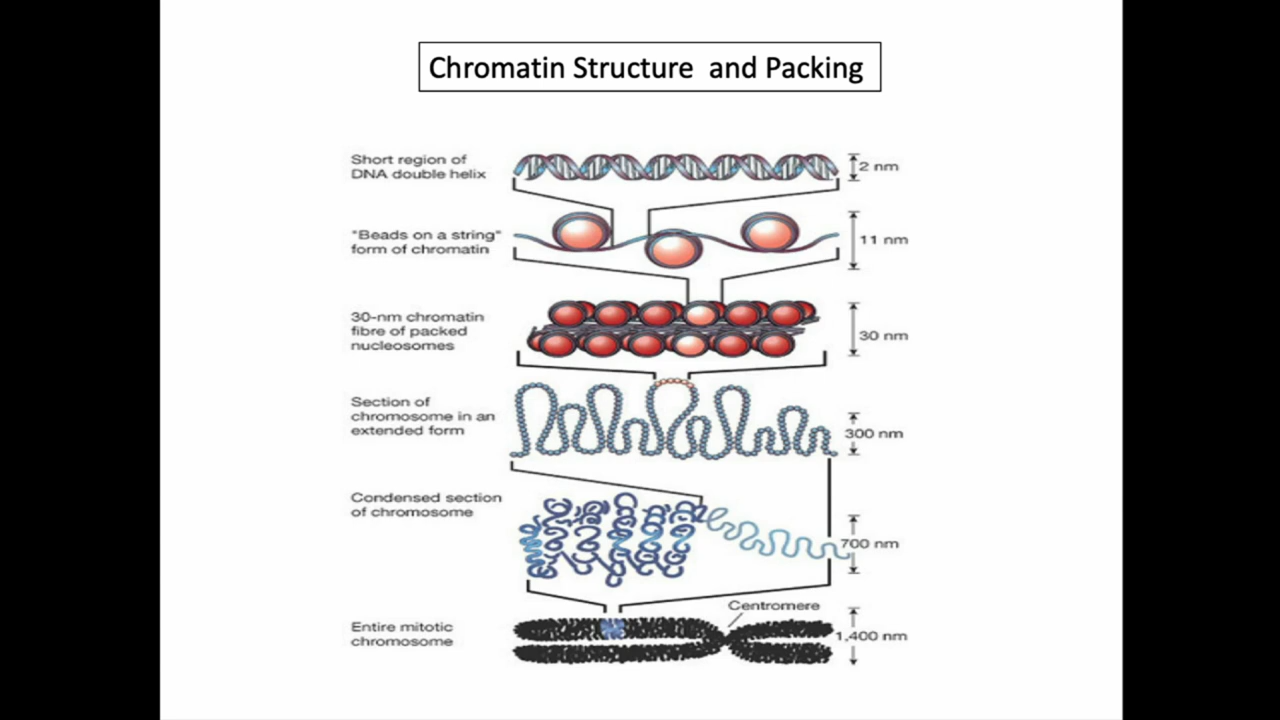 Chromatin Structure  and Packing
Short region of
DNA double helix
2 nm
"Beads on a string"
form of chromatin
11 nm
30-nm chromatin
fibre of packed
nucleosomes
30 nm
Section of
chromosome in an
extended form
300 nm
Condensed section
of chromosome
700 nm
Centromere
Entire mitotic
chromosome
1,400 nm